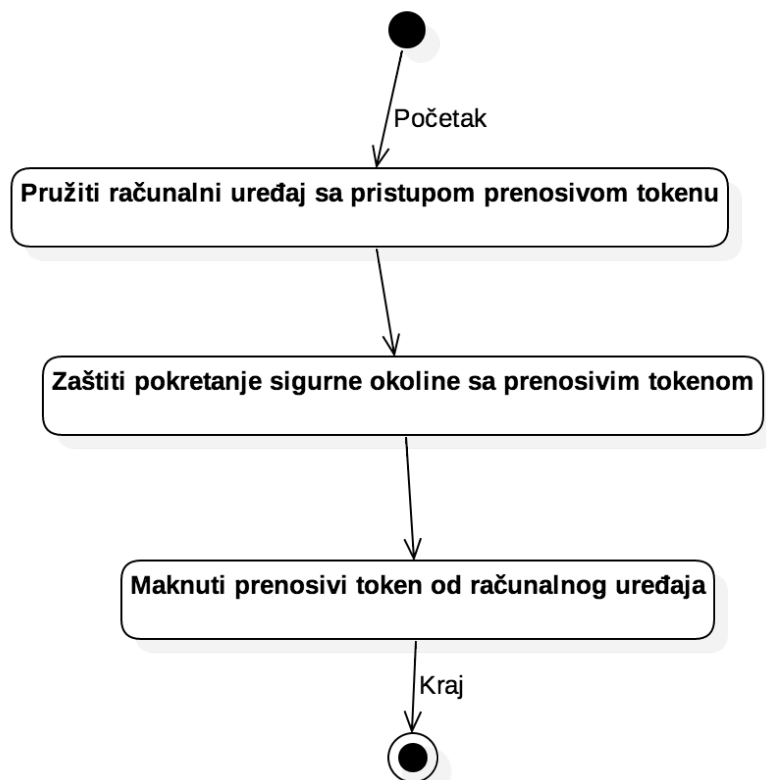 Početak
Pružiti računalni uređaj sa pristupom prenosivom tokenu
Zaštiti pokretanje sigurne okoline sa prenosivim tokenom
Maknuti prenosivi token od računalnog uređaja
Kraj